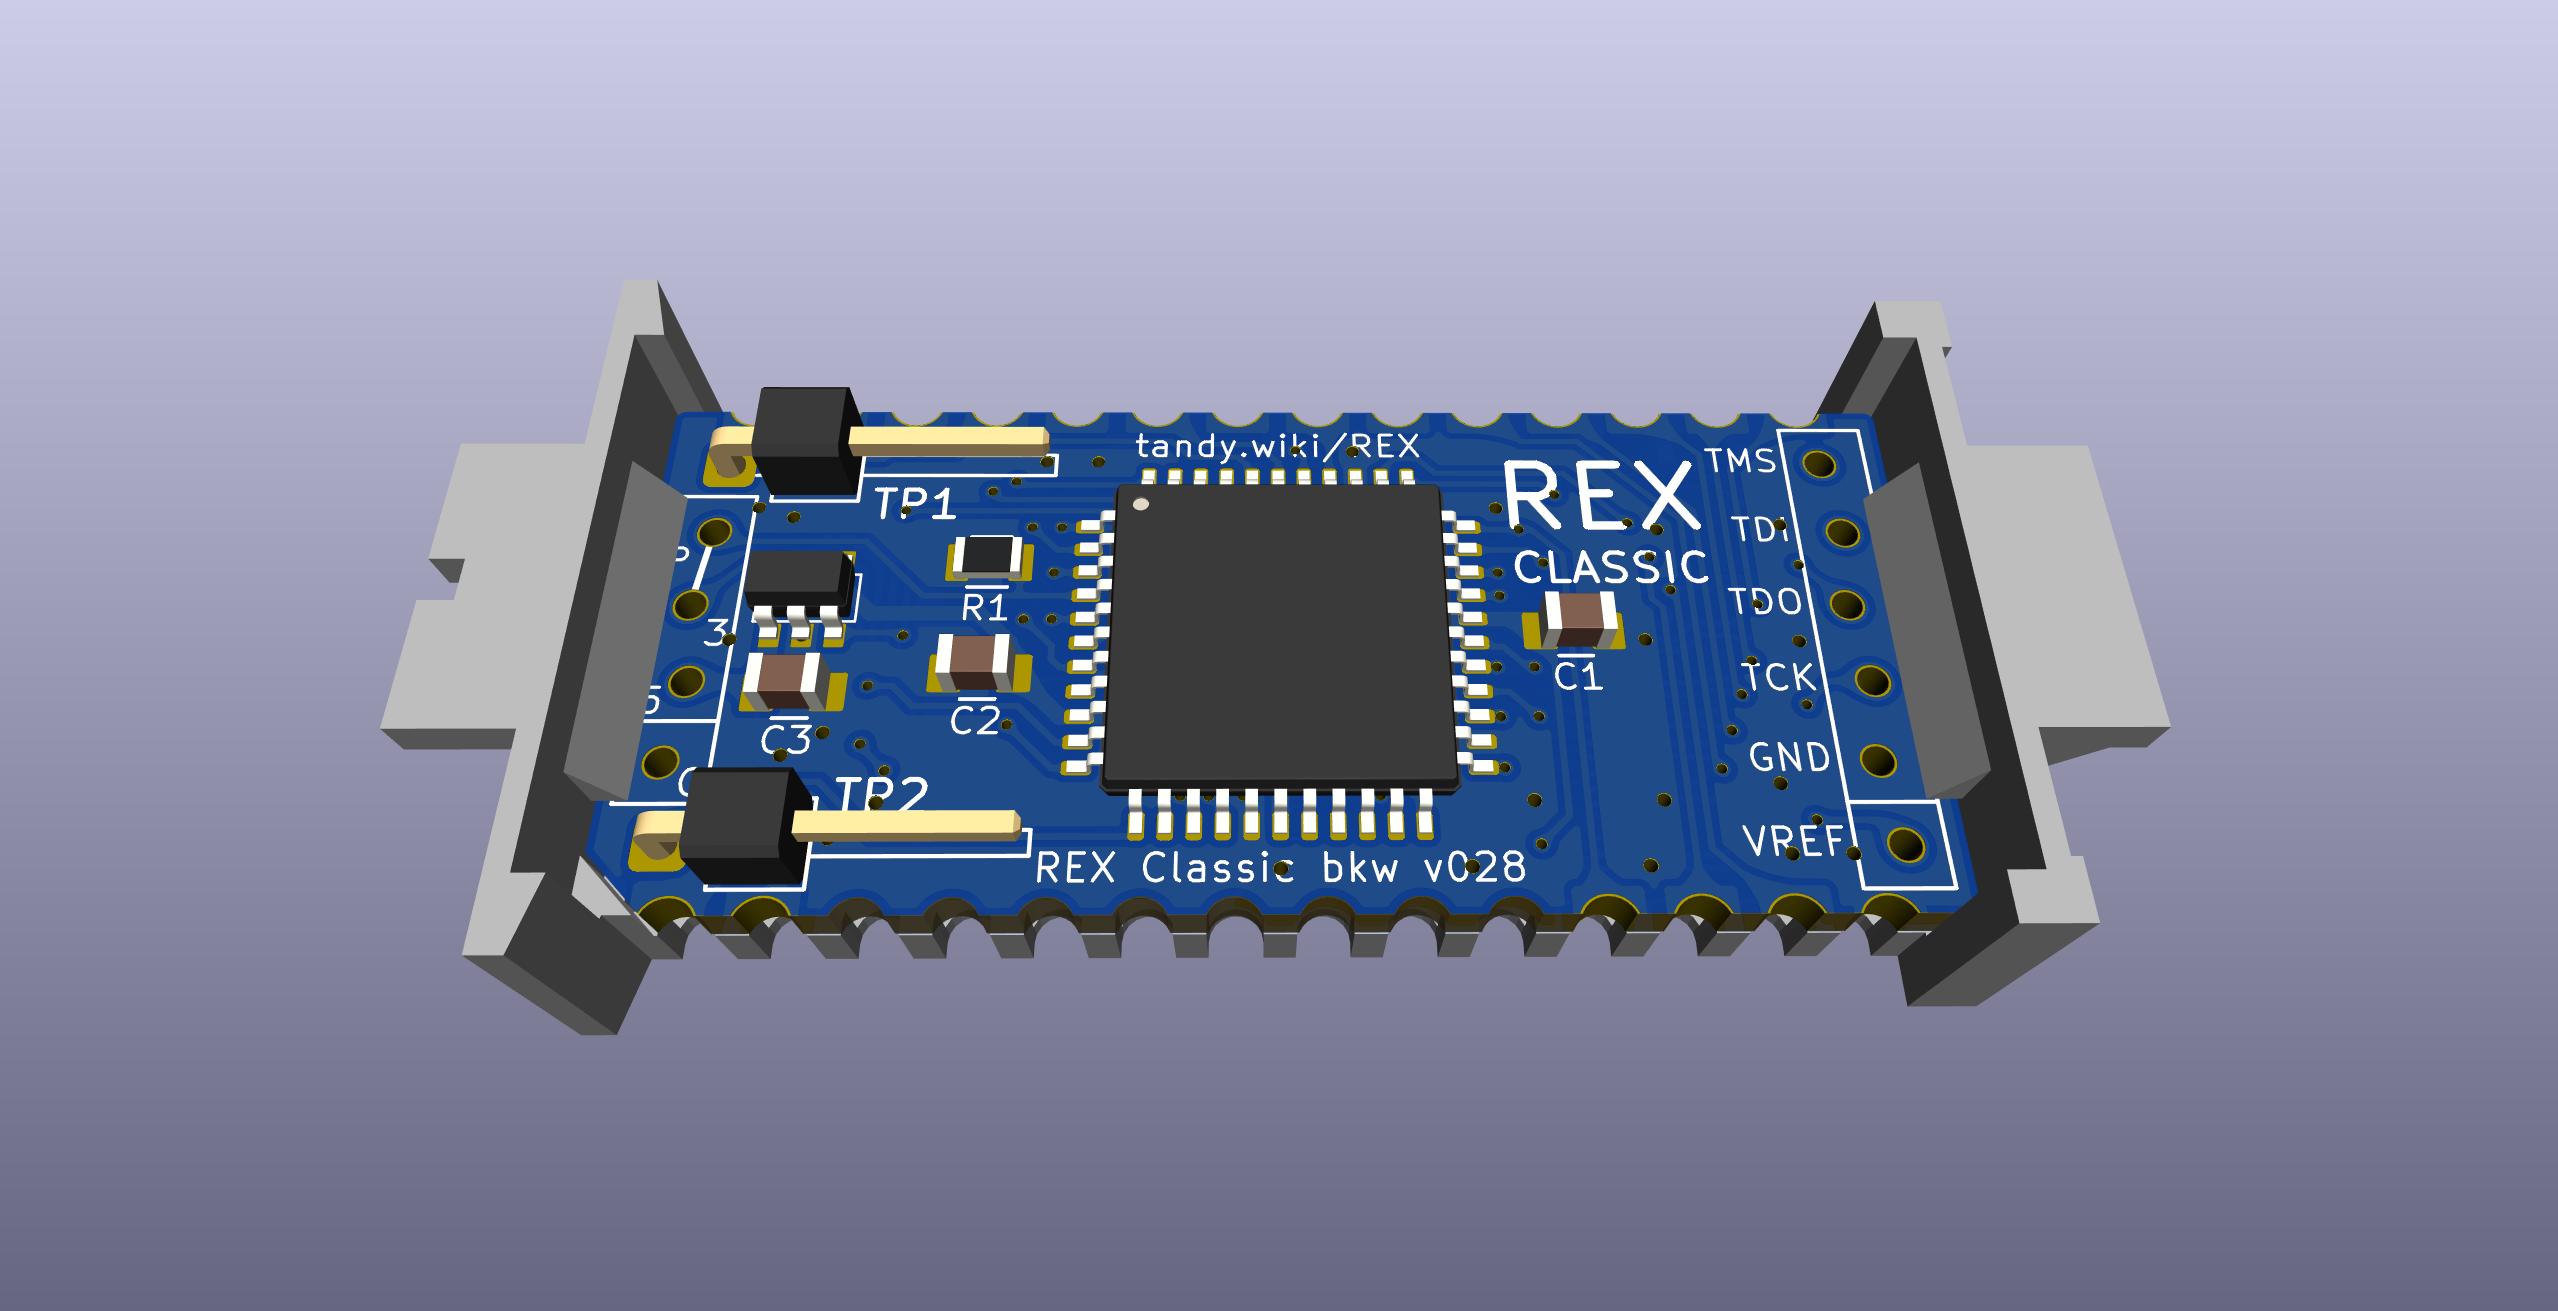 tandy.wiki/REX
REX
CLASSIC
TP1
R1
C2
C3
TP2
C1
TMS
TDI
TDO
TCK
GND
VREF
3
5
REX Classic bkw v028